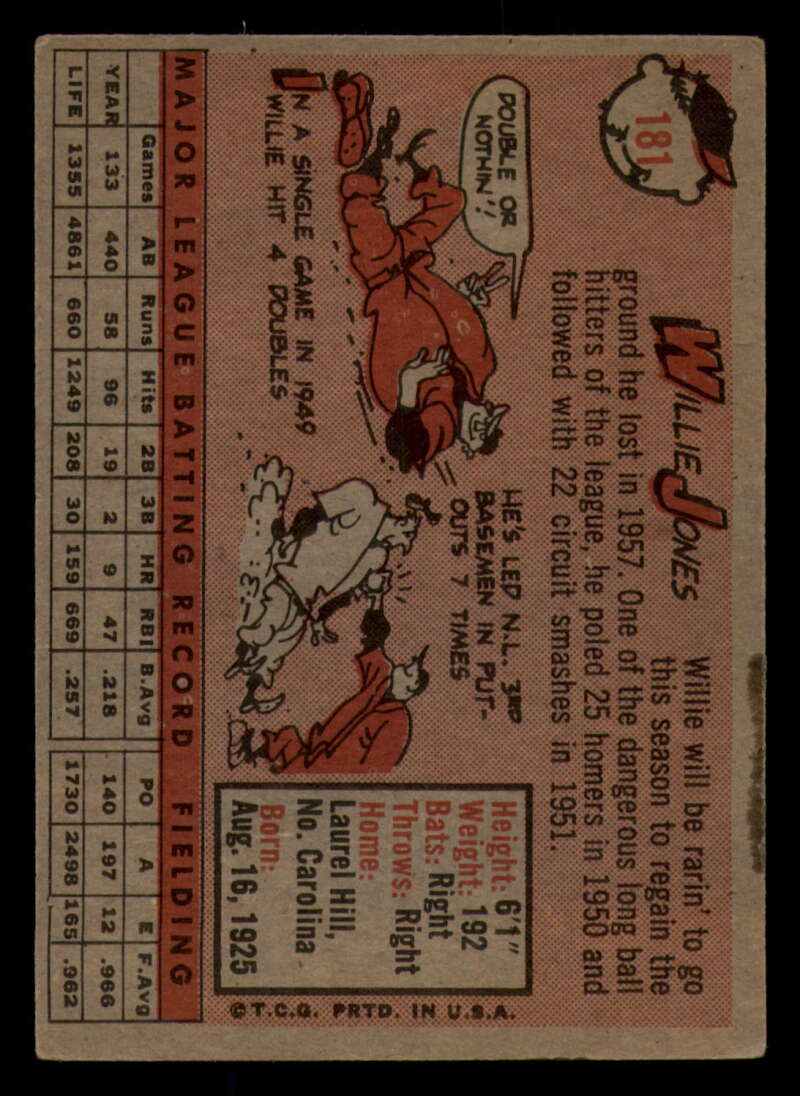 181
WILLIE JONES
Willie will be rarin' to go
this season to regain the
ground he lost in 1957. One of the dangerous long ball
hitters of the league, he poled 25 homers in 1950 and
followed with 22 circuit smashes in 1951.
DOUBLE OR
NOTHIN'!
IN A SINGLE GAME IN 1949
WILLIE HIT 4 DOUBLES
HE'S LED N.L. 3RD
BASEMEN IN PUT-
OUTS 7 TIMES
Height: 6'1"
Weight: 192
Bats: Right
Throws: Right
Home:
Laurel Hill,
No. Carolina
Born:
Aug. 16, 1925
©T.C.G. PRTD. IN U.S.A.
MAJOR LEAGUE BATTING RECORD FIELDING
Games AB Runs Hits 2B 3B HR RBI B.Avg PO A E F.Avg
YEAR 133 440 58 96 19 2 9 47 .218 140 197 12 .966
LIFE 1355 4861 660 1249 208 30 159 669 .257 1730 2498 165 .962